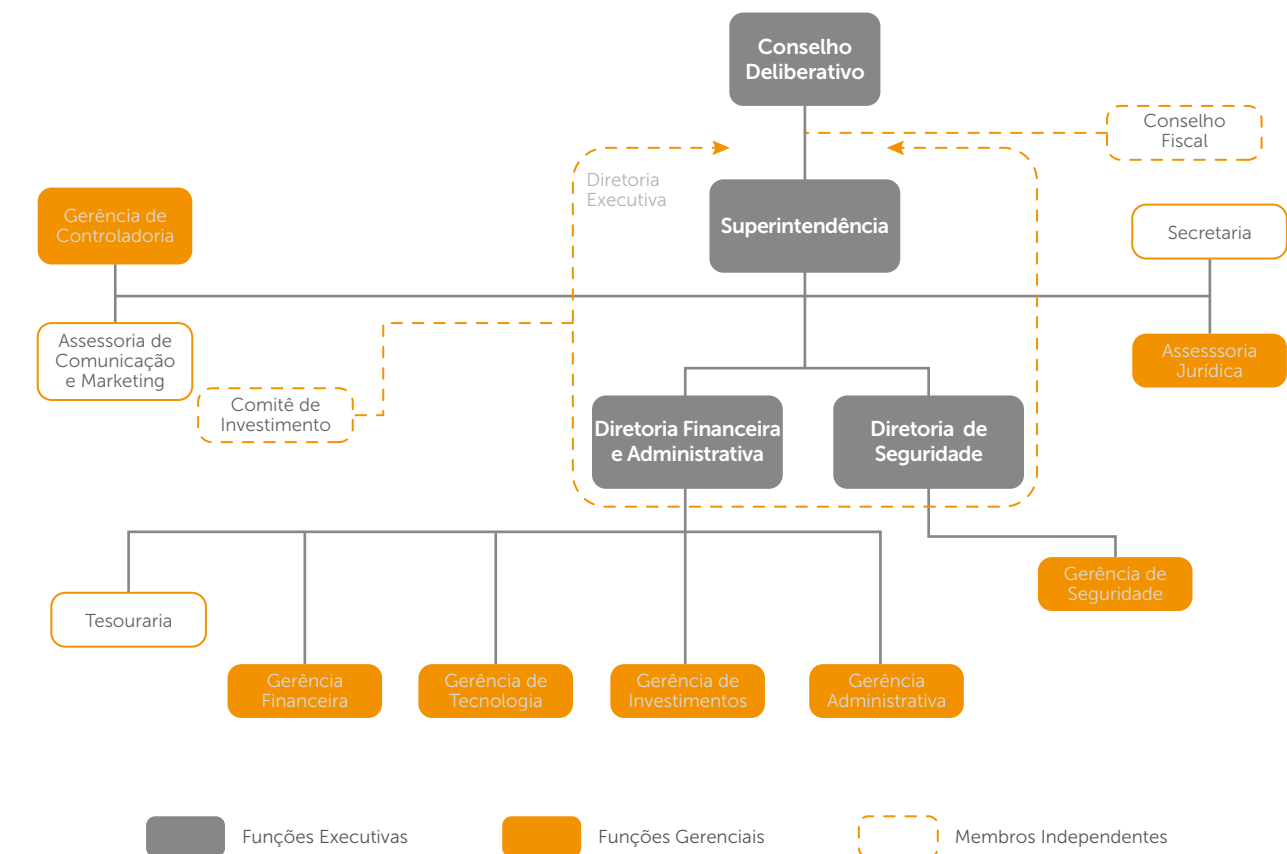 Conselho
Deliberativo
Conselho
Fiscal
Diretoria
Executiva
Gerência de
Controladoria
Superintendência
Secretaria
Assessoria de
Comunicação
e Marketing
Assesssoria
Jurídica
Comitê de
Investimento
Diretoria Financeira
e Administrativa
Diretoria de
Seguridade
Gerência de
Seguridade
Tesouraria
Gerência
Financeira
Gerência de
Tecnologia
Gerência de
Investimentos
Gerência
Administrativa
Funções Executivas
Funções Gerenciais
Membros Independentes